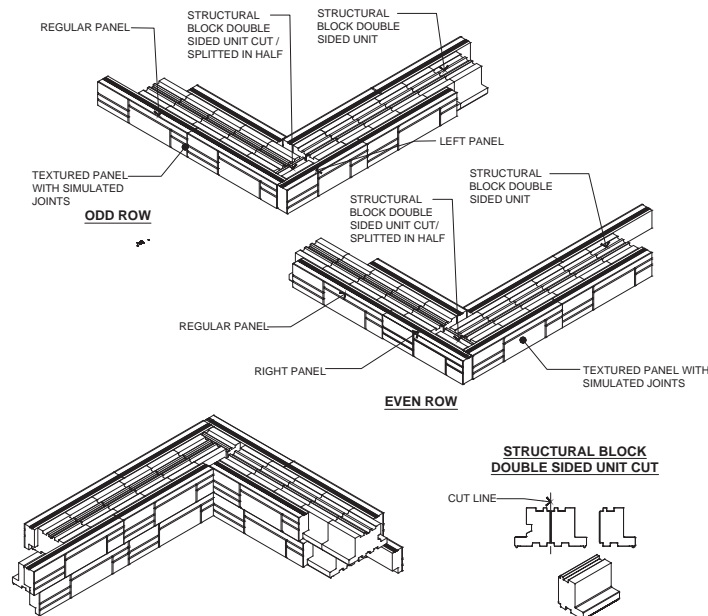 REGULAR PANEL
STRUCTURAL
BLOCK DOUBLE
SIDED UNIT CUT /
SPLITTED IN HALF
STRUCTURAL
BLOCK DOUBLE
SIDED UNIT
LEFT PANEL
TEXTURED PANEL
WITH SIMULATED
JOINTS
ODD ROW
STRUCTURAL
BLOCK DOUBLE
SIDED UNIT CUT/
SPLITTED IN HALF
STRUCTURAL
BLOCK DOUBLE
SIDED UNIT
REGULAR PANEL
RIGHT PANEL
TEXTURED PANEL WITH
SIMULATED JOINTS
EVEN ROW
STRUCTURAL BLOCK
DOUBLE SIDED UNIT CUT
CUT LINE